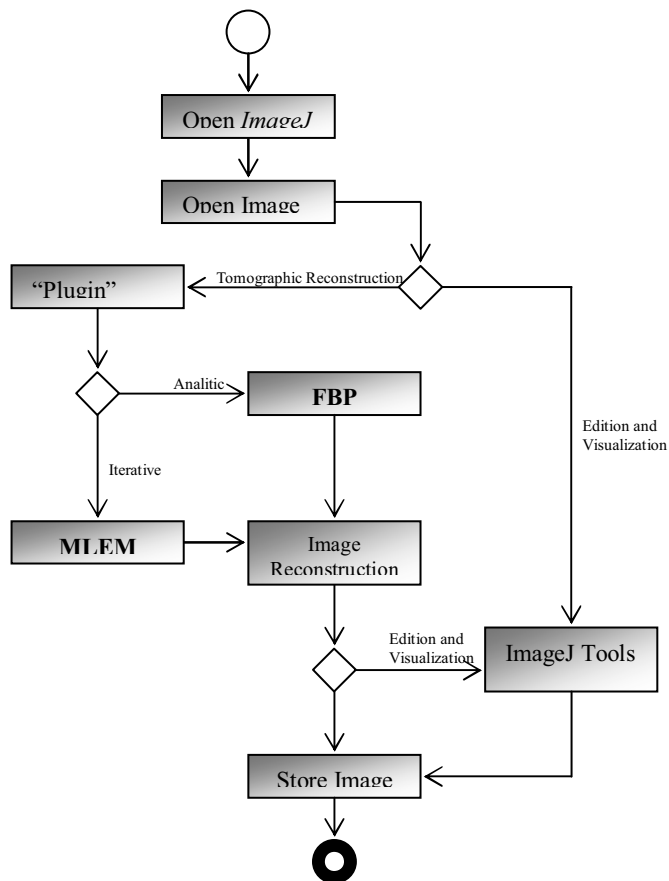 Open ImageJ
Open Image
Tomographic Reconstruction
“Plugin”
Analitic
FBP
Edition and
Visualization
Iterative
MLEM
Image
Reconstruction
Edition and
Visualization
ImageJ Tools
Store Image